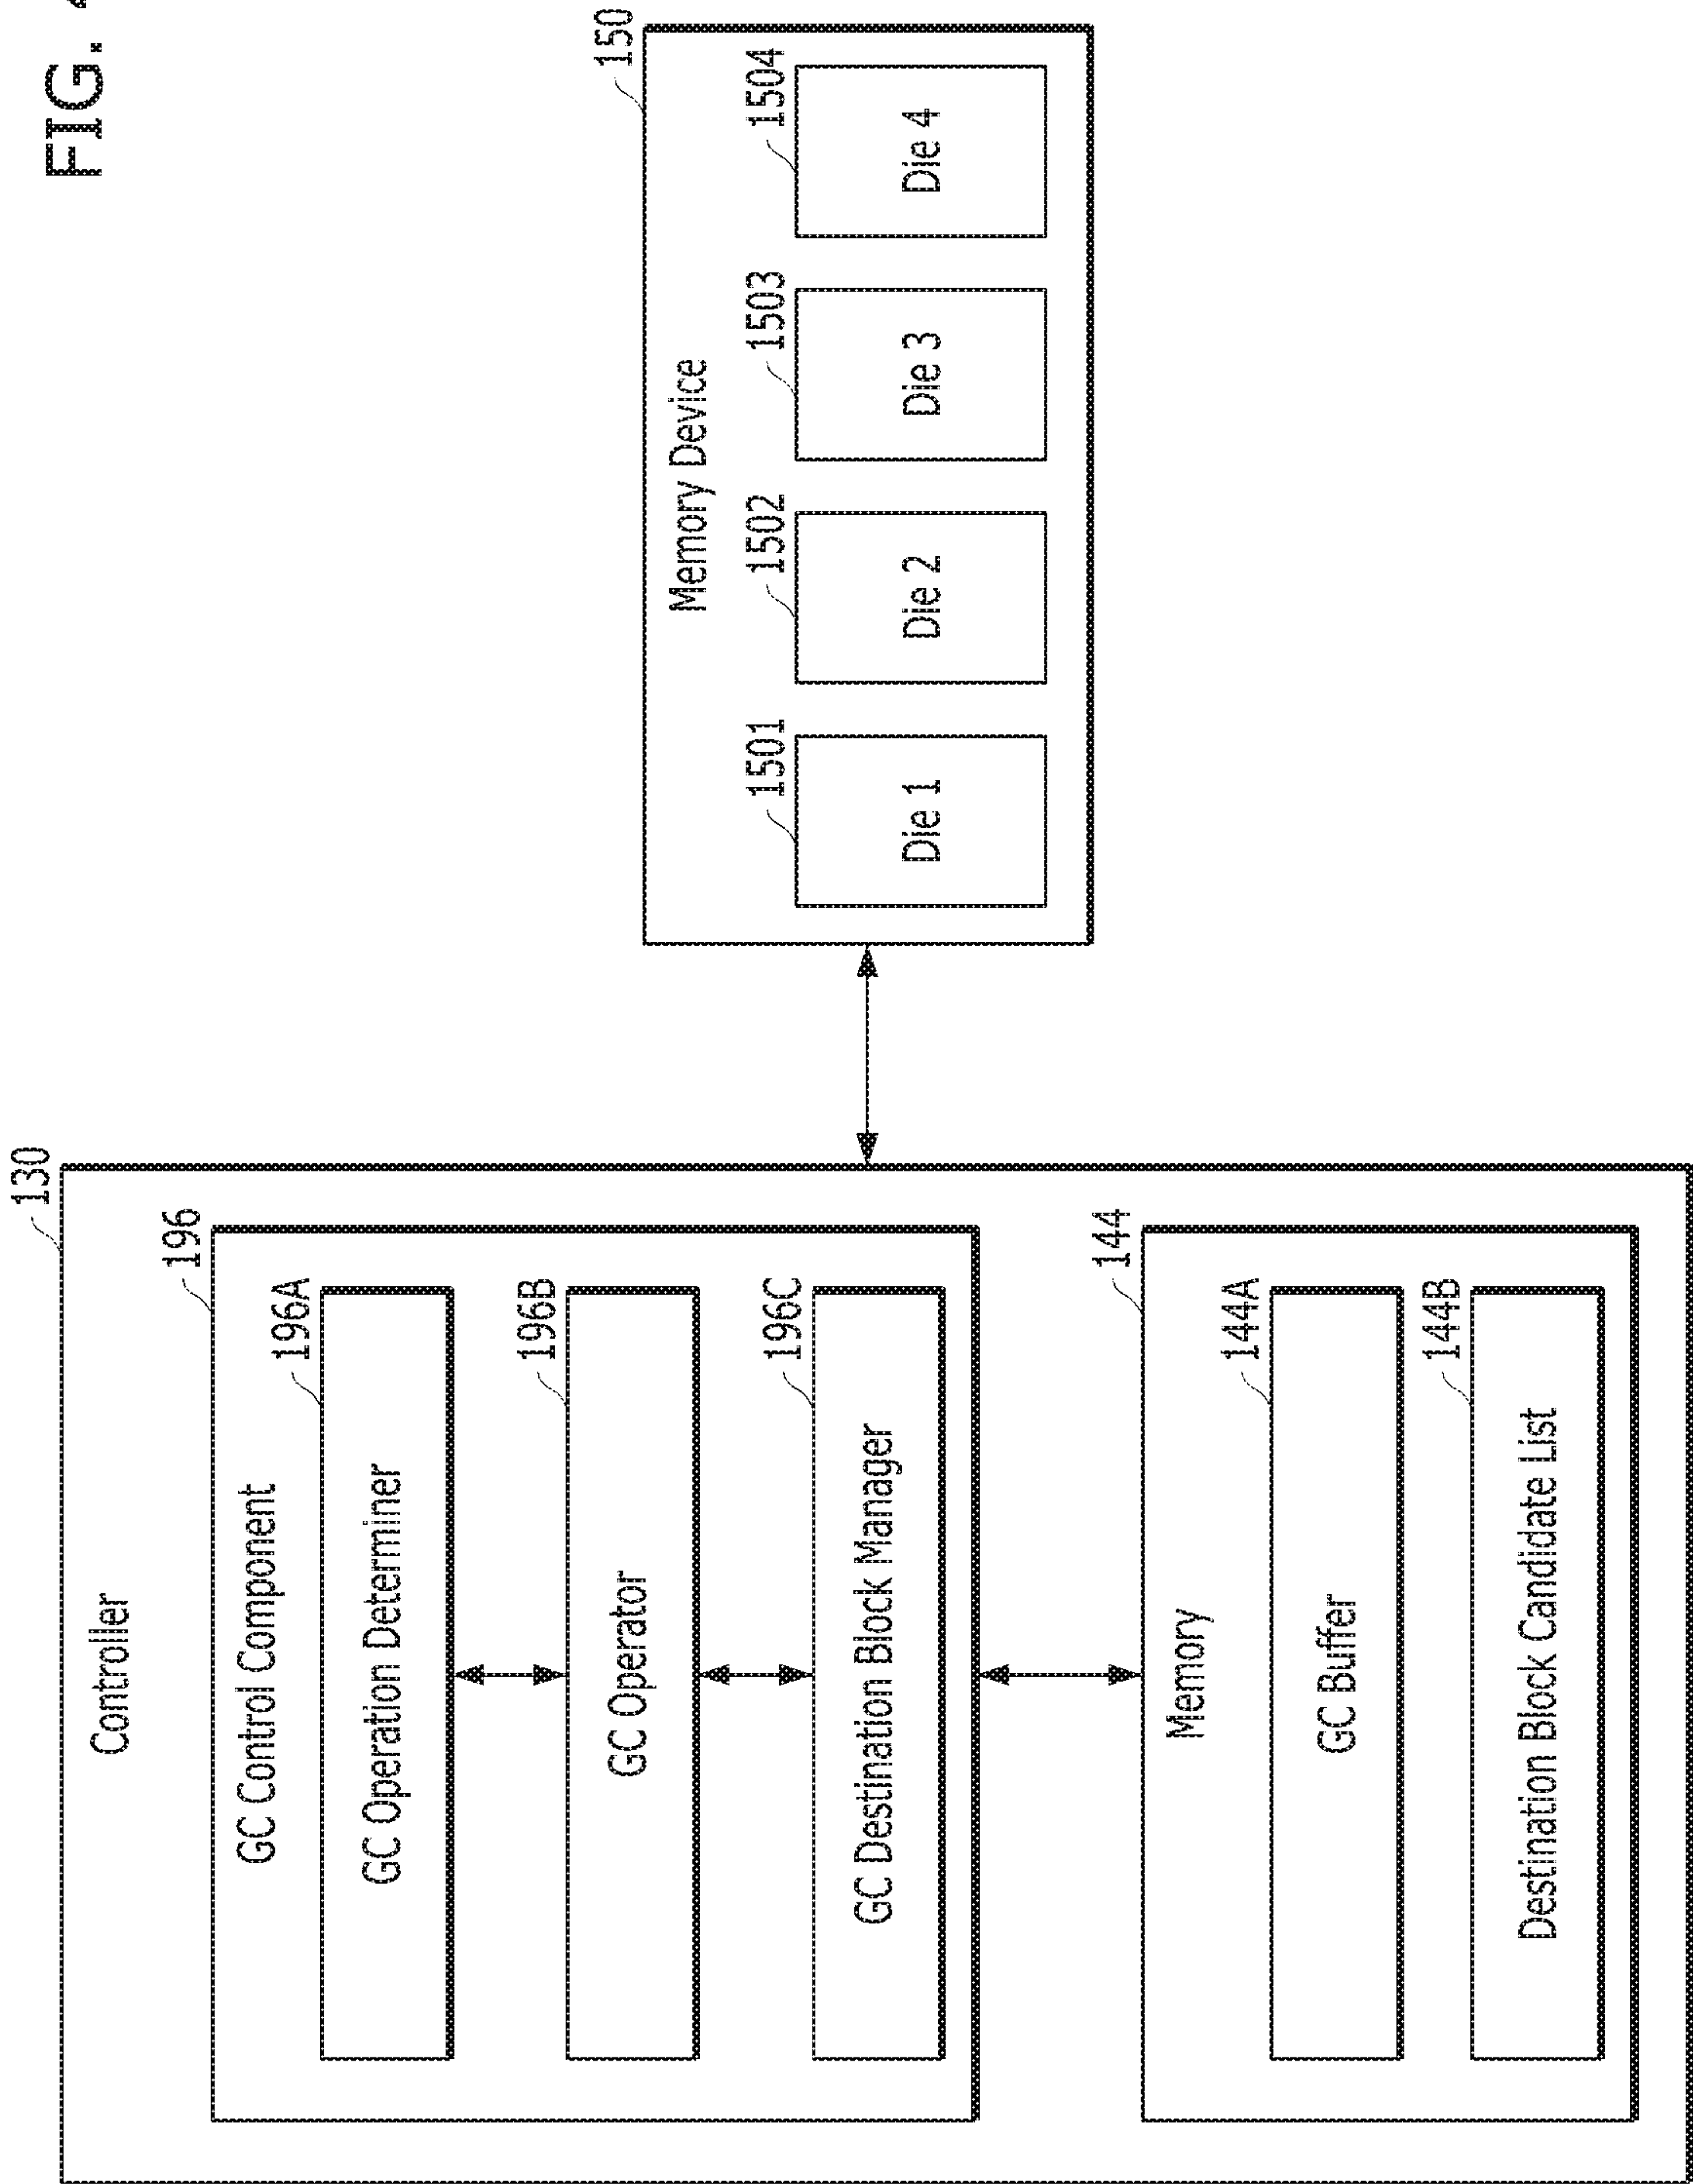 FIG.
130
Controller
196
GC Control Component
196A
GC Operation Determiner
196B
GC Operator
196C
GC Destination Block Manager
144
Memory
144A
GC Buffer
144B
Destination Block Candidate List
150
Memory Device
1501
Die 1
1502
Die 2
1503
Die 3
1504
Die 4